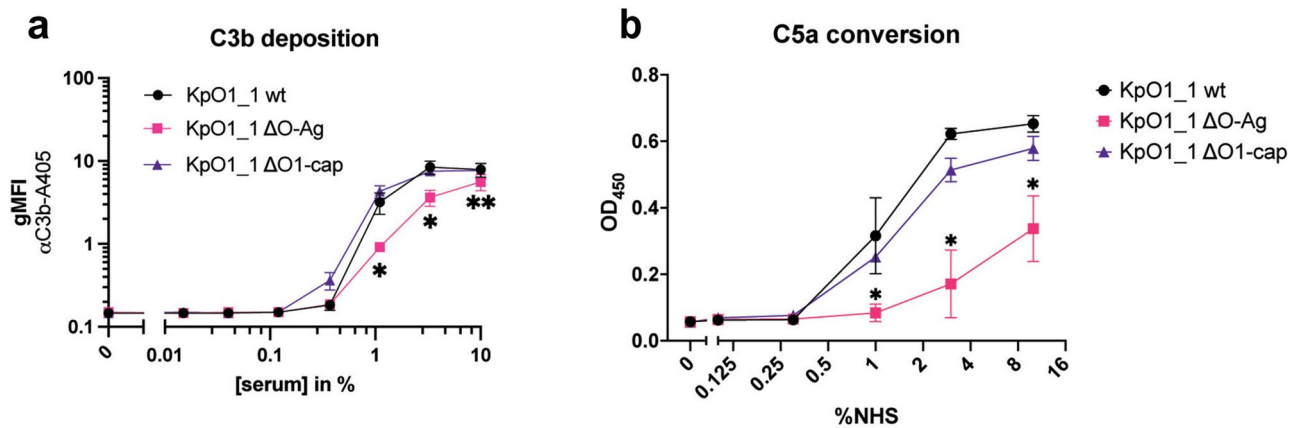 a
C3b deposition
KpO1_1 wt
KpO1_1 ΔO-Ag
KpO1_1 ΔO1-cap
gMFI
αC3b-A405
100
10
1
0.1
0
0.01
0.1
1
10
*
*
**
[serum] in %
b
C5a conversion
KpO1_1 wt
KpO1_1 ΔO-Ag
KpO1_1 ΔO1-cap
OD450
0.8
0.6
0.4
0.2
0.0
0
0.125
0.25
0.5
1
2
4
8
16
*
*
*
%NHS